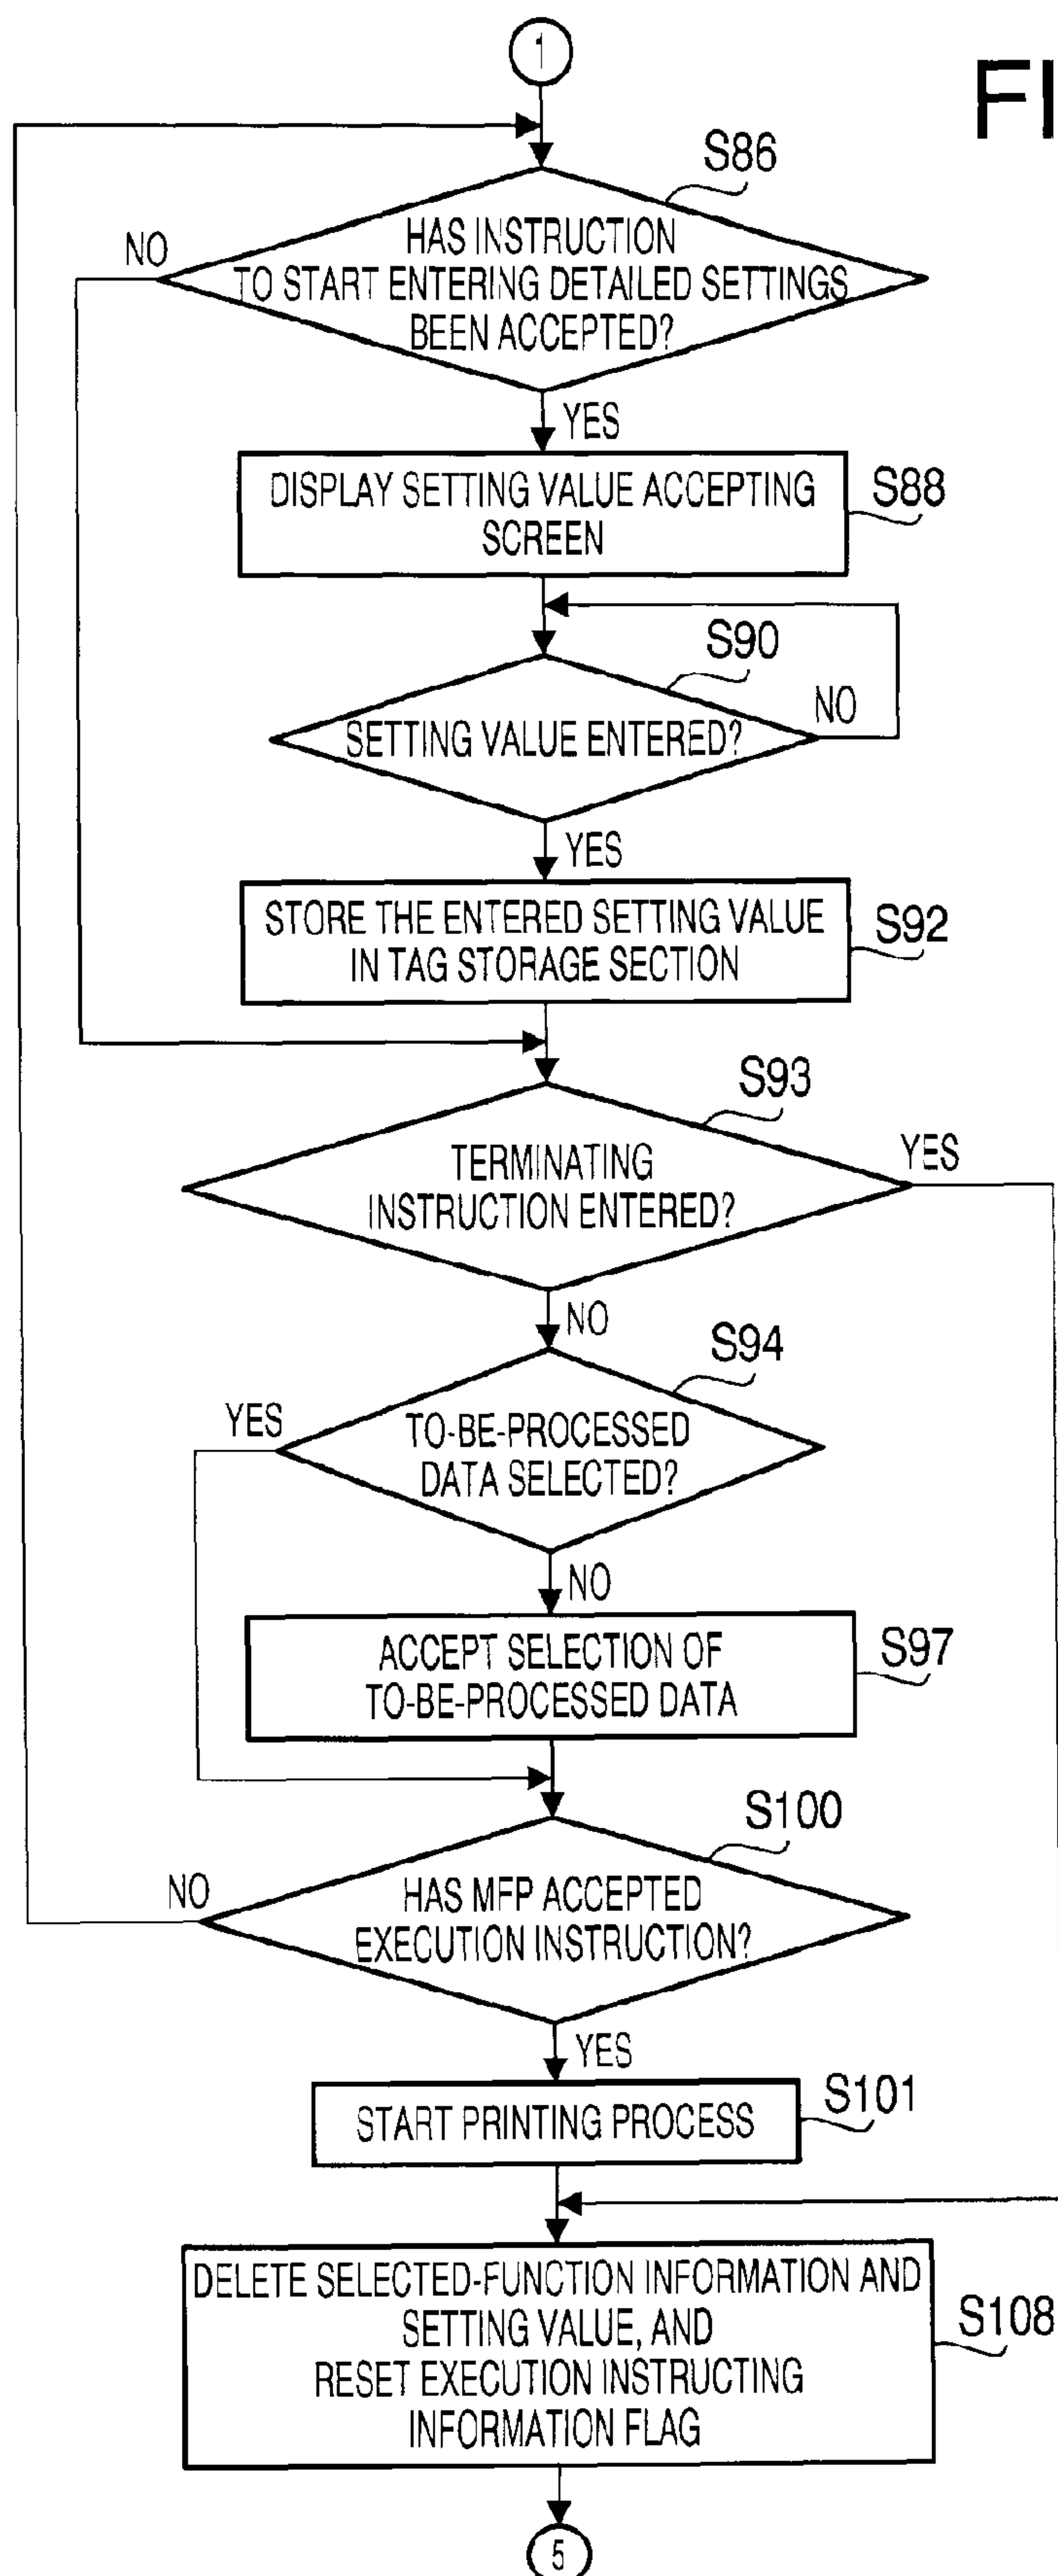 1
FI
S86
HAS INSTRUCTION
NO
TO START ENTERING DETAILED SETTINGS
BEEN ACCEPTED?
YES
DISPLAY SETTING VALUE ACCEPTING
SCREEN
S88
S90
NO
SETTING VALUE ENTERED?
YES
STORE THE ENTERED SETTING VALUE
IN TAG STORAGE SECTION
S92
S93
YES
TERMINATING
INSTRUCTION ENTERED?
NO
S94
YES
TO-BE-PROCESSED
DATA SELECTED?
NO
ACCEPT SELECTION OF
TO-BE-PROCESSED DATA
S97
S100
NO
HAS MFP ACCEPTED
EXECUTION INSTRUCTION?
YES
START PRINTING PROCESS
S101
DELETE SELECTED-FUNCTION INFORMATION AND
SETTING VALUE, AND
RESET EXECUTION INSTRUCTING
INFORMATION FLAG
S108
5